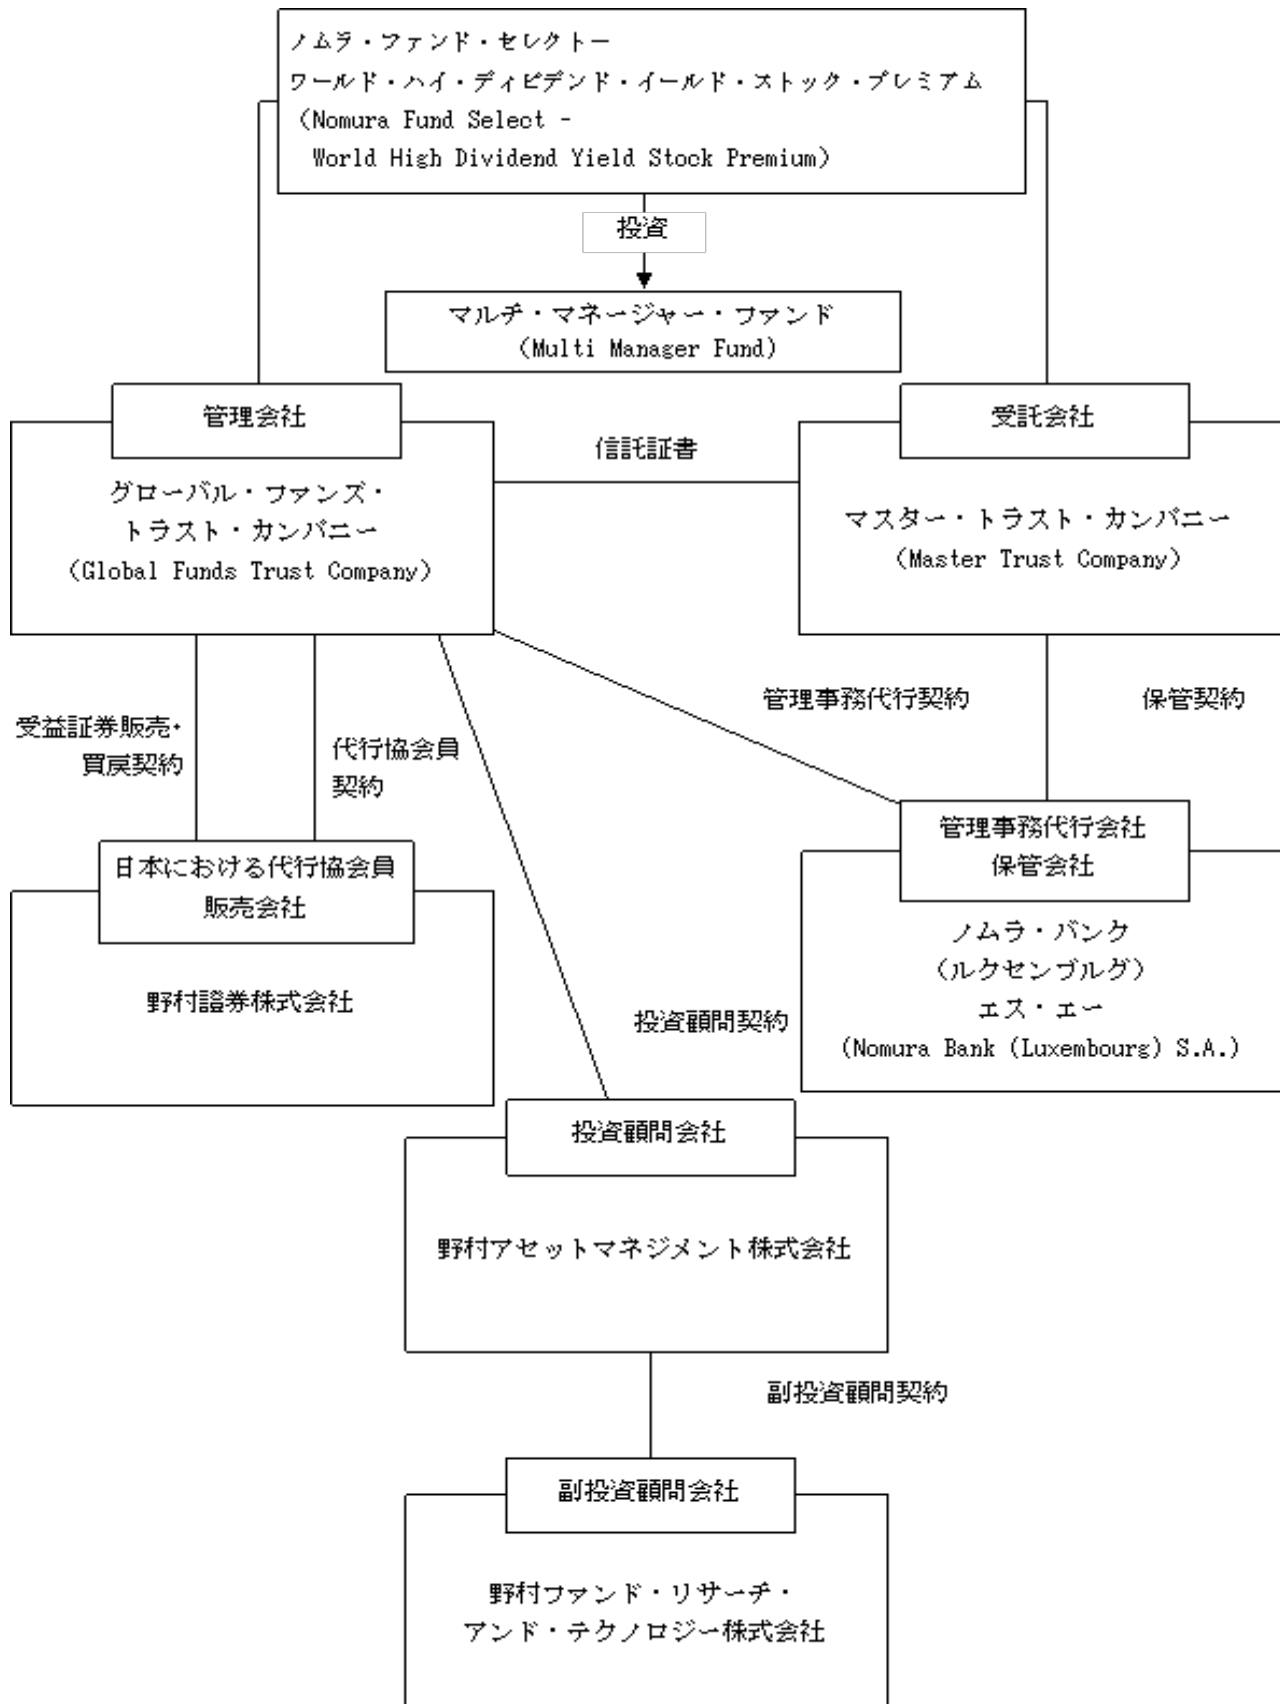 ノムラ・ファンド・セレクトー
ワールド・ハイ・ディビデンド・イールド・ストック・プレミアム
（Nomura Fund Select -
World High Dividend Yield Stock Premium）
投資
マルチ・マネージャー・ファンド
（Multi Manager Fund）
管理会社
受託会社
信託証書
グローバル・ファンズ・
トラスト・カンパニー
（Global Funds Trust Company）
マスター・トラスト・カンパニー
（Master Trust Company）
管理事務代行契約
保管契約
受益証券販売・
買戻契約
代行協会員
契約
管理事務代行会社
保管会社
日本における代行協会員
販売会社
ノムラ・バンク
（ルクセンブルグ）
エス・エー
(Nomura Bank (Luxembourg) S.A.)
野村證券株式会社
投資顧問契約
投資顧問会社
野村アセットマネジメント株式会社
副投資顧問契約
副投資顧問会社
野村ファンド・リサーチ・
アンド・テクノロジー株式会社